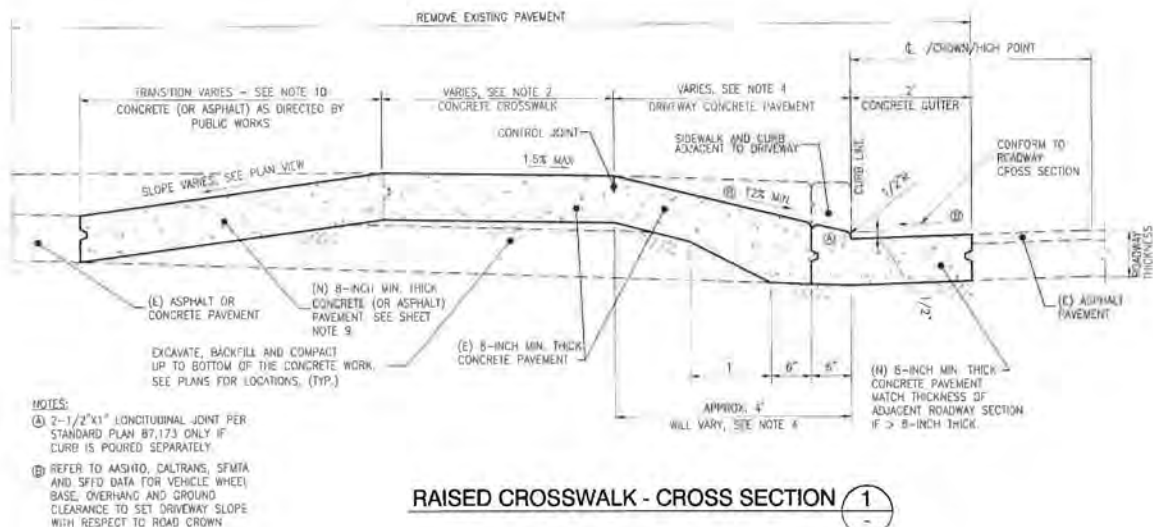 REMOVE EXISTING PAVEMENT
℄ /CROWN/HIGH POINT
TRANSITION VARIES - SEE NOTE 10
CONCRETE (OR ASPHALT) AS DIRECTED BY
PUBLIC WORKS
VARIES, SEE NOTE 2
CONCRETE CROSSWALK
VARIES, SEE NOTE 4
DRIVEWAY CONCRETE PAVEMENT
2'
CONCRETE GUTTER
CONTROL JOINT
1.5% MAX
SIDEWALK AND CURB
ADJACENT TO DRIVEWAY
CURB LINE
1/2"R
CONFORM TO
ROADWAY
CROSS SECTION
SLOPE VARIES, SEE PLAN VIEW
B 12% MIN.
A
B
ROADWAY
THICKNESS
(E) ASPHALT OR
CONCRETE PAVEMENT
(N) 8-INCH MIN. THICK
CONCRETE (OR ASPHALT)
PAVEMENT SEE SHEET
NOTE 9
(E) 8-INCH MIN. THICK
CONCRETE PAVEMENT
1/2"
(E) ASPHALT
PAVEMENT
EXCAVATE, BACKFILL AND COMPACT
UP TO BOTTOM OF THE CONCRETE WORK.
SEE PLANS FOR LOCATIONS, (TYP.)
1
6"
6"
(N) 8-INCH MIN. THICK
CONCRETE PAVEMENT
MATCH THICKNESS OF
ADJACENT ROADWAY SECTION
IF > 8-INCH THICK.
APPROX. 4'
WILL VARY, SEE NOTE 4
NOTES:
A 2-1/2"X1" LONGITUDINAL JOINT PER
STANDARD PLAN 87,173 ONLY IF
CURB IS POURED SEPARATELY.
B REFER TO AASHTO, CALTRANS, SFMTA
AND SFFD DATA FOR VEHICLE WHEEL
BASE, OVERHANG AND GROUND
CLEARANCE TO SET DRIVEWAY SLOPE
WITH RESPECT TO ROAD CROWN
RAISED CROSSWALK - CROSS SECTION 1
-